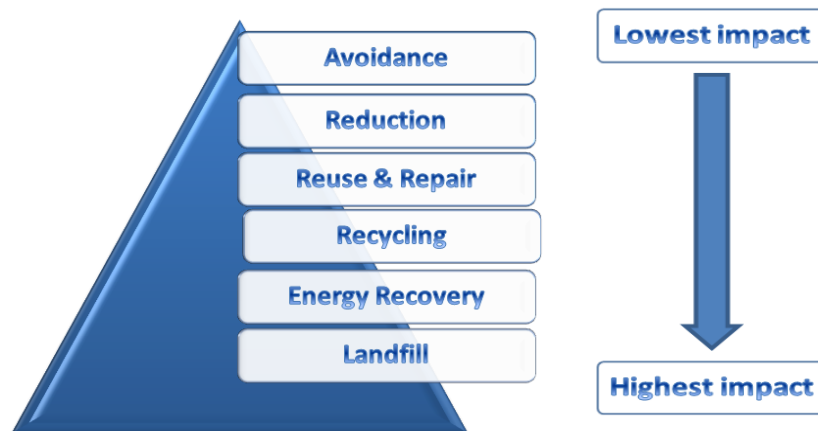 Avoidance
Reduction
Reuse & Repair
Recycling
Energy Recovery
Landfill
Lowest impact
Highest impact